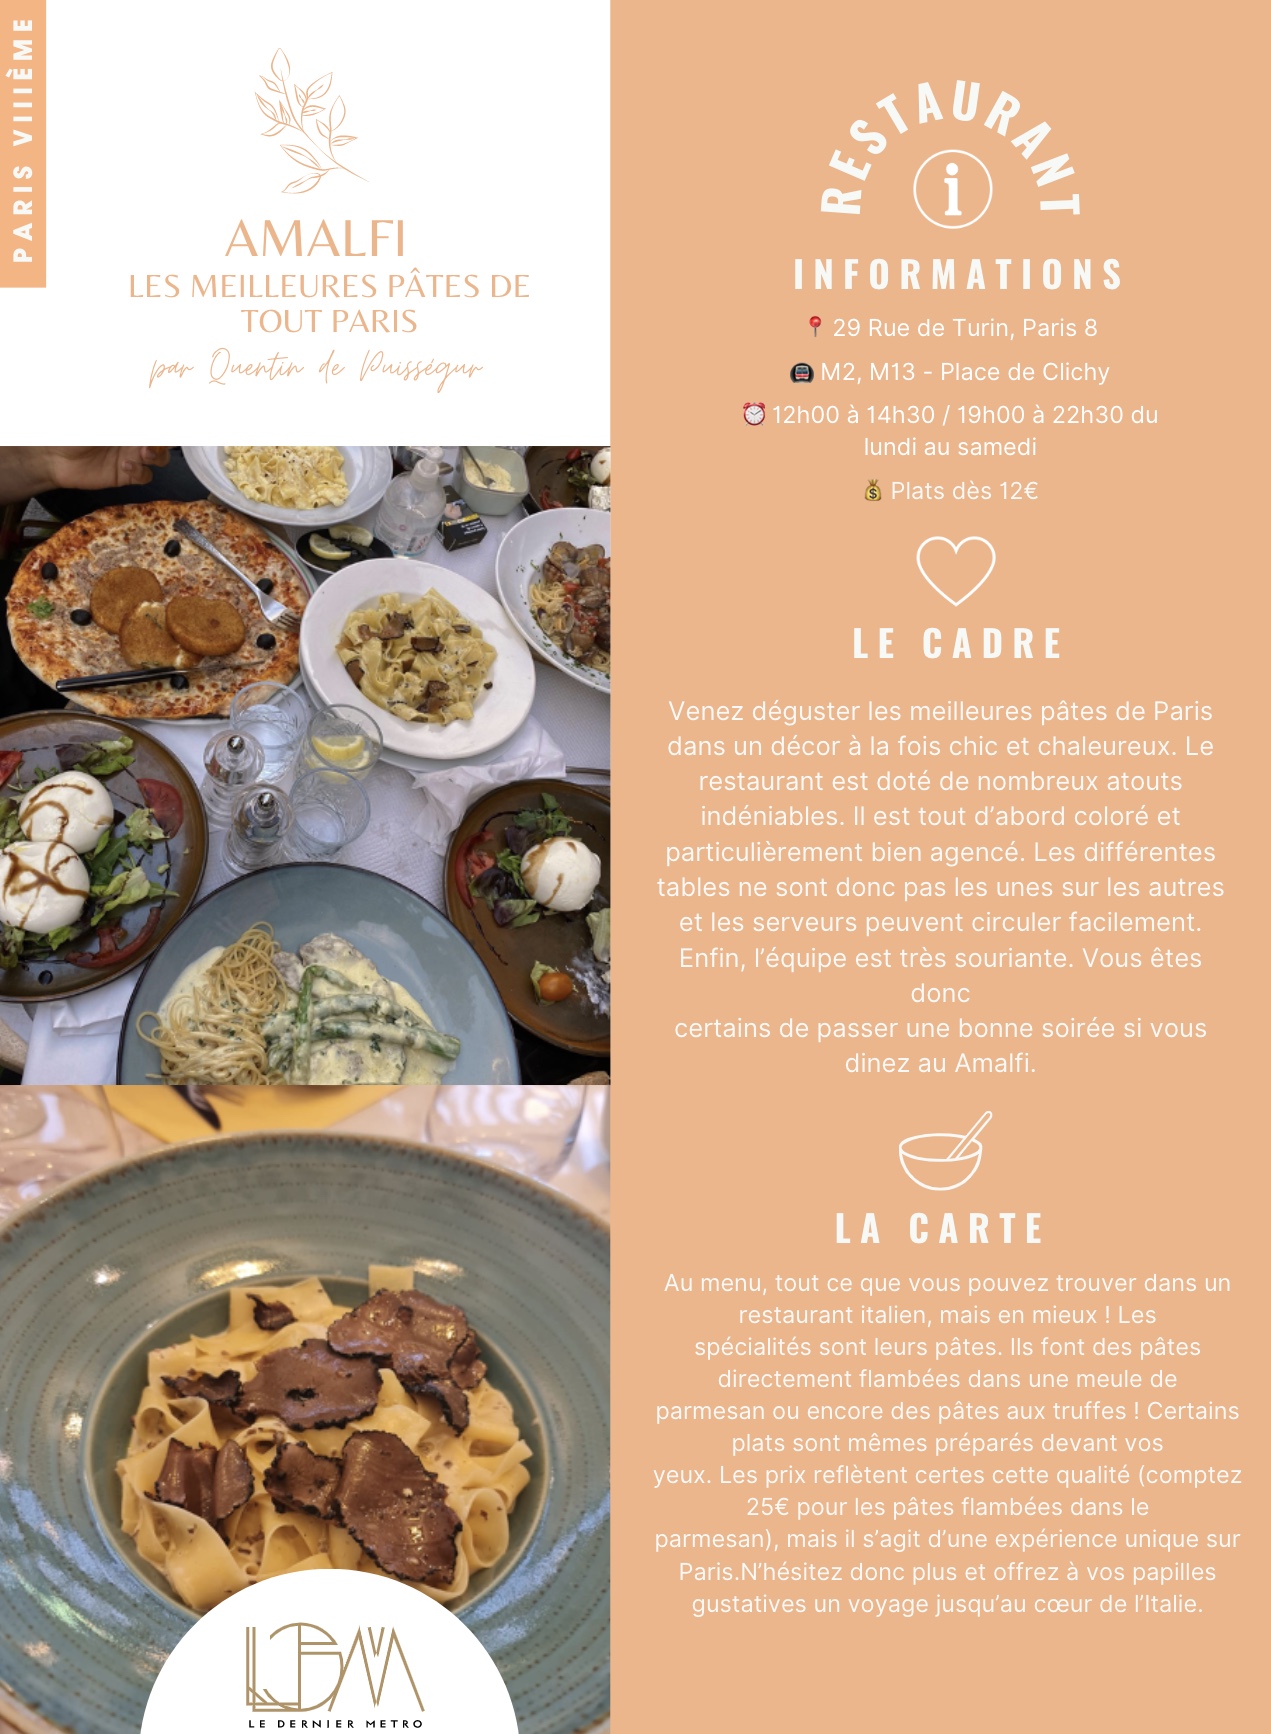 PARIS VIIIÈME
AMALFI
LES MEILLEURES PÂTES DE
TOUT PARIS
par Quentin de Puisségur
LE DERNIER METRO
RESTAURANT
i
INFORMATIONS
📍 29 Rue de Turin, Paris 8
🚇 M2, M13 - Place de Clichy
⏰ 12h00 à 14h30 / 19h00 à 22h30 du
lundi au samedi
💰 Plats dès 12€
LE CADRE
Venez déguster les meilleures pâtes de Paris
dans un décor à la fois chic et chaleureux. Le
restaurant est doté de nombreux atouts
indéniables. Il est tout d’abord coloré et
particulièrement bien agencé. Les différentes
tables ne sont donc pas les unes sur les autres
et les serveurs peuvent circuler facilement.
Enfin, l’équipe est très souriante. Vous êtes
donc
certains de passer une bonne soirée si vous
dinez au Amalfi.
LA CARTE
Au menu, tout ce que vous pouvez trouver dans un
restaurant italien, mais en mieux ! Les
spécialités sont leurs pâtes. Ils font des pâtes
directement flambées dans une meule de
parmesan ou encore des pâtes aux truffes ! Certains
plats sont mêmes préparés devant vos
yeux. Les prix reflètent certes cette qualité (comptez
25€ pour les pâtes flambées dans le
parmesan), mais il s’agit d’une expérience unique sur
Paris.N’hésitez donc plus et offrez à vos papilles
gustatives un voyage jusqu’au cœur de l’Italie.